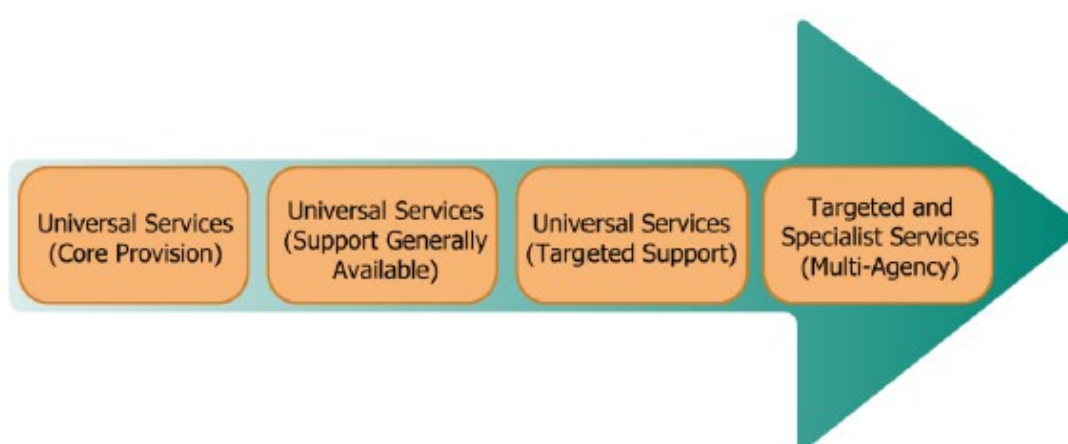 Universal Services
(Core Provision)
Universal Services
(Support Generally
Available)
Universal Services
(Targeted Support)
Targeted and
Specialist Services
(Multi-Agency)